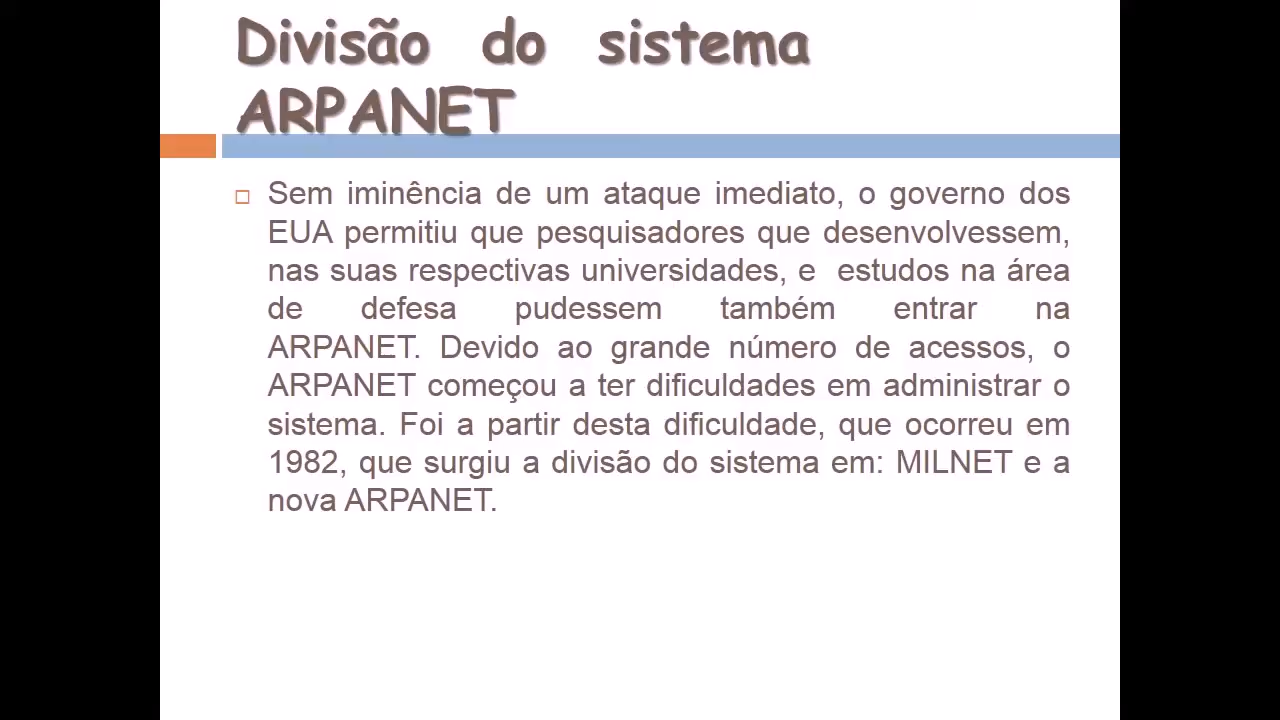 Divisão do sistema
ARPANET
Sem iminência de um ataque imediato, o governo dos
EUA permitiu que pesquisadores que desenvolvessem,
nas suas respectivas universidades, e estudos na área
de defesa pudessem também entrar na
ARPANET. Devido ao grande número de acessos, o
ARPANET começou a ter dificuldades em administrar o
sistema. Foi a partir desta dificuldade, que ocorreu em
1982, que surgiu a divisão do sistema em: MILNET e a
nova ARPANET.